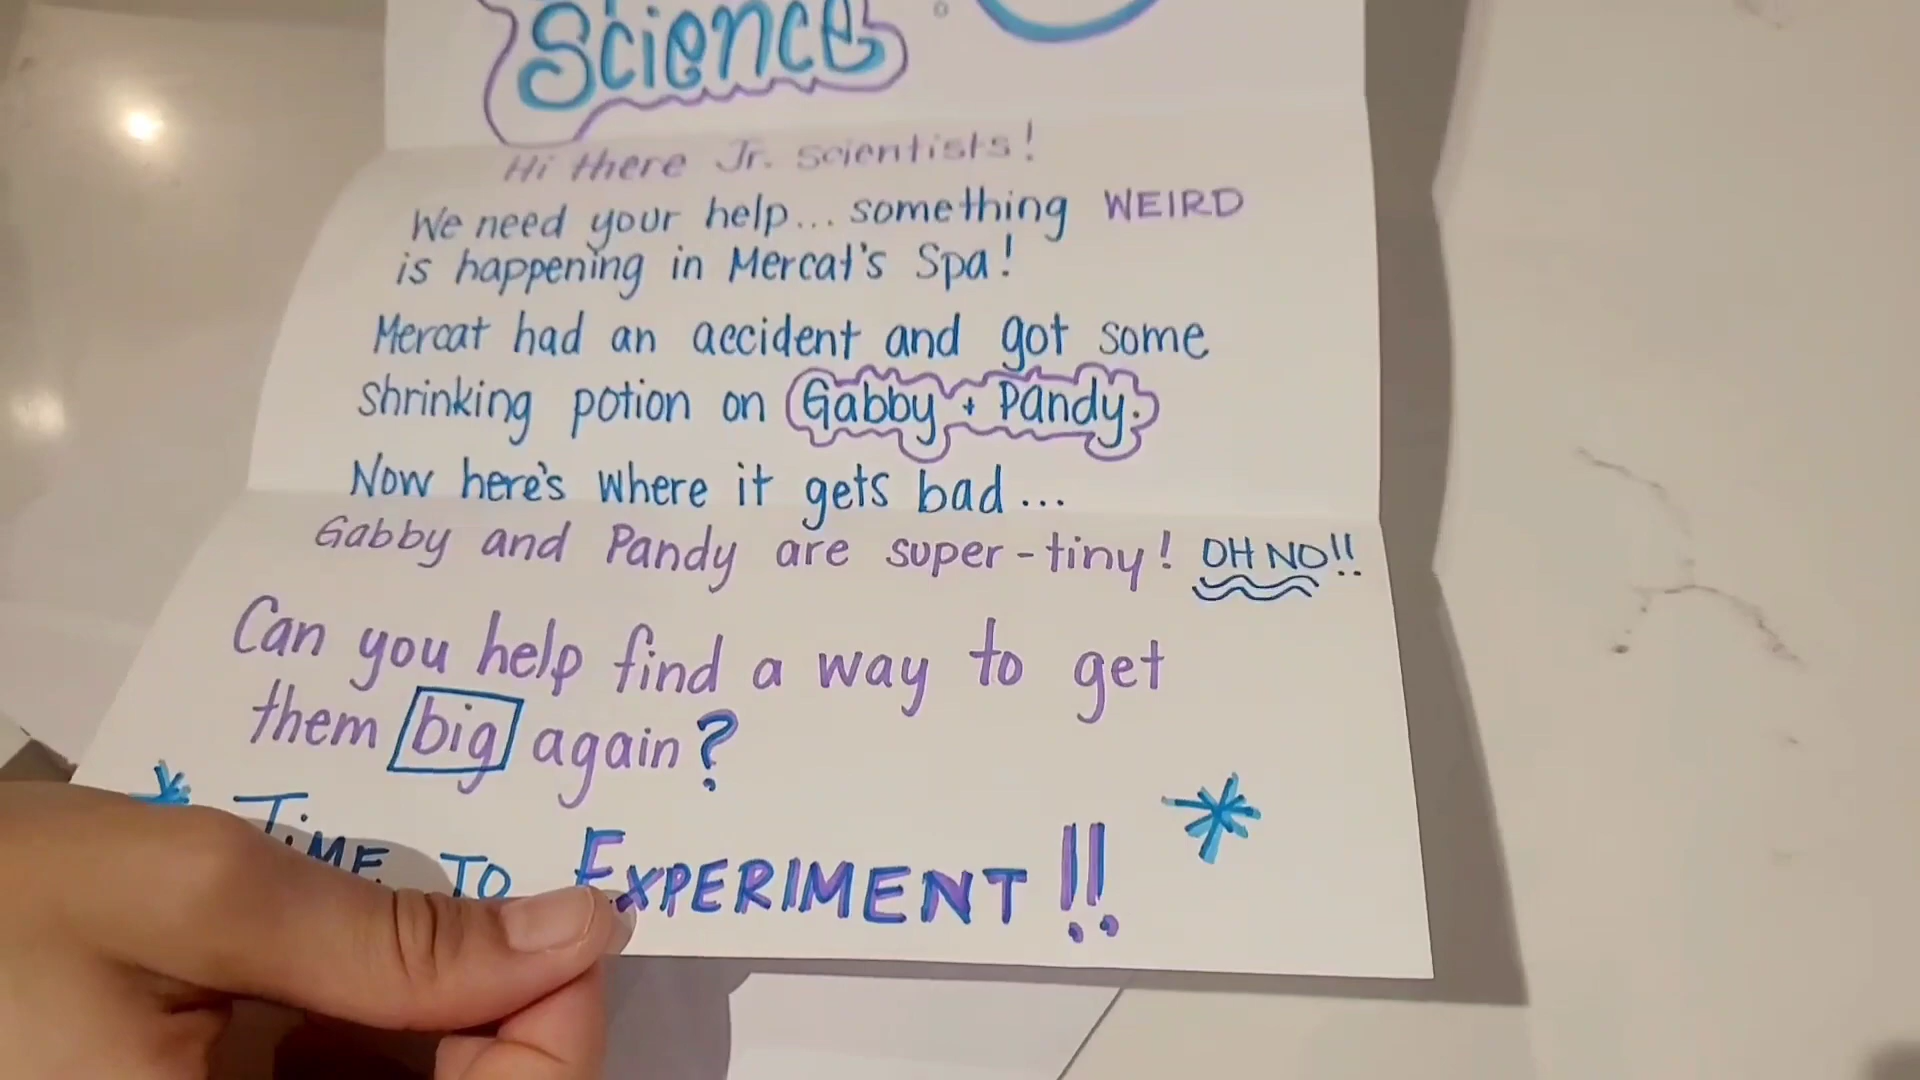 Science
Hi there Jr. scientists!
We need your help... something WEIRD
is happening in Mercat's Spa!
Mercat had an accident and got some
shrinking potion on Gabby + Pandy.
Now here's where it gets bad...
Gabby and Pandy are super-tiny! OH NO!!
Can you help find a way to get
them big again?
TIME TO EXPERIMENT!!